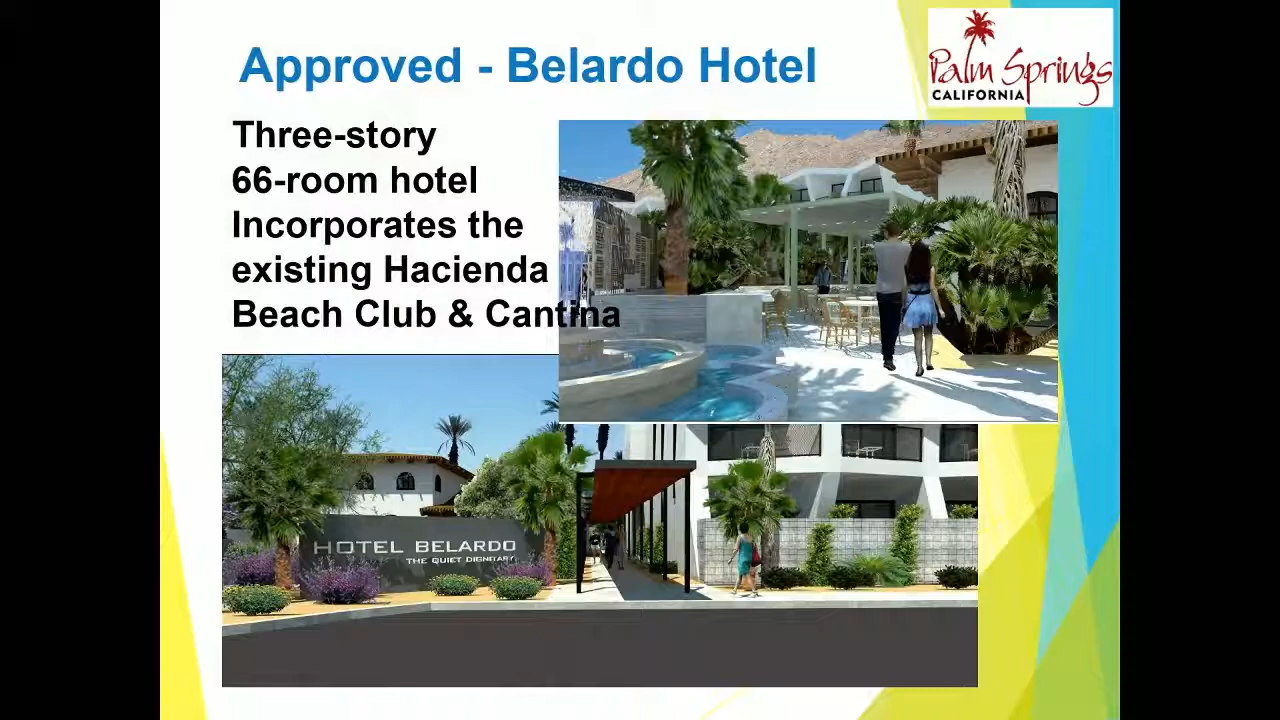 Approved - Belardo Hotel
Palm Springs
CALIFORNIA
Three-story
66-room hotel
Incorporates the
existing Hacienda
Beach Club & Cantina
HOTEL BELARDO
THE QUIET DIGNITARY